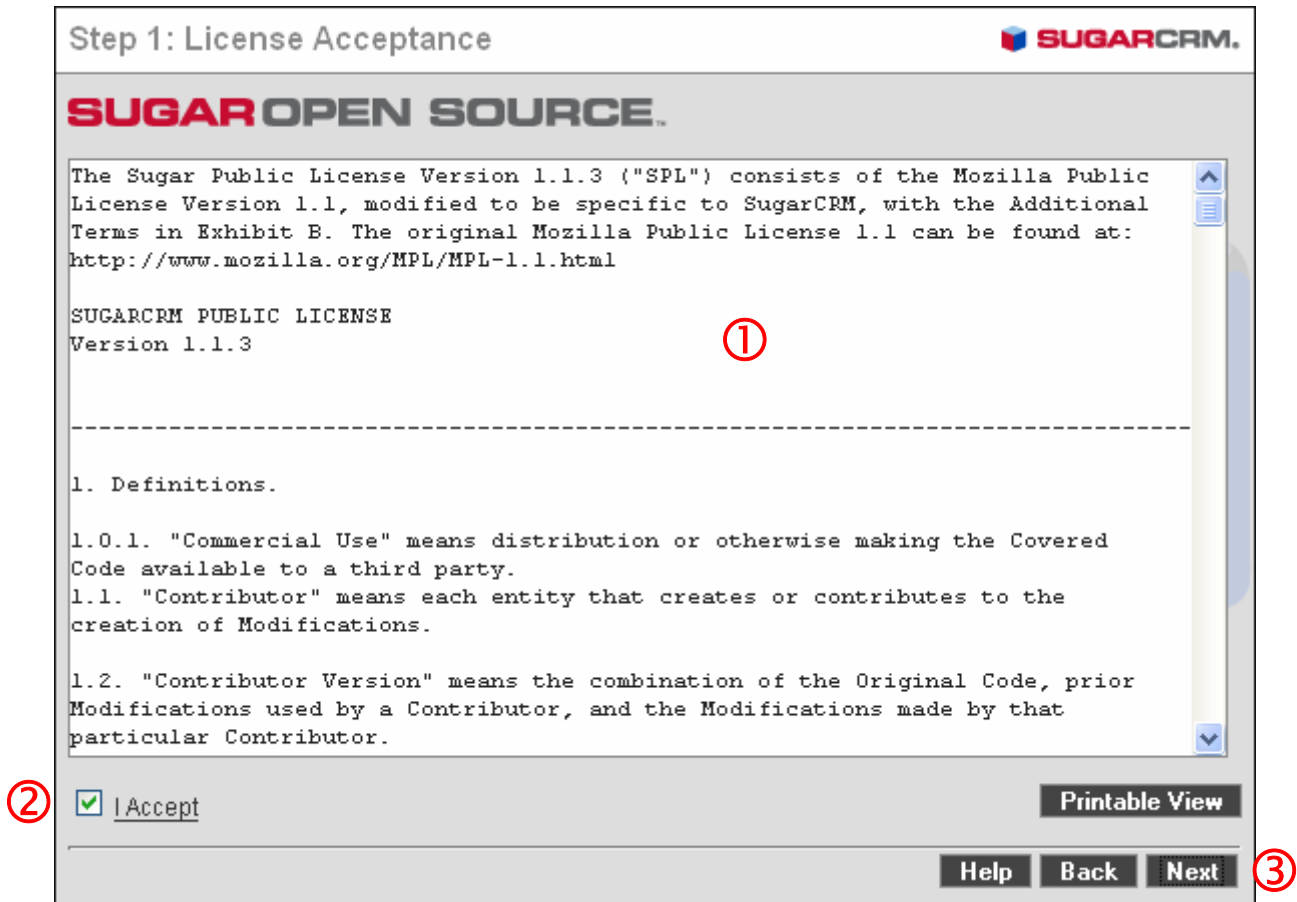 Step 1: License Acceptance
SUGARCRM.
SUGAR OPEN SOURCE™
The Sugar Public License Version 1.1.3 ("SPL") consists of the Mozilla Public
License Version 1.1, modified to be specific to SugarCRM, with the Additional
Terms in Exhibit B. The original Mozilla Public License 1.1 can be found at:
http://www.mozilla.org/MPL/MPL-1.1.html
SUGARCRM PUBLIC LICENSE
Version 1.1.3
①
--------------------------------------------------------------------------------
1. Definitions.
1.0.1. "Commercial Use" means distribution or otherwise making the Covered
Code available to a third party.
1.1. "Contributor" means each entity that creates or contributes to the
creation of Modifications.
1.2. "Contributor Version" means the combination of the Original Code, prior
Modifications used by a Contributor, and the Modifications made by that
particular Contributor.
② I Accept
Printable View
Help Back Next ③